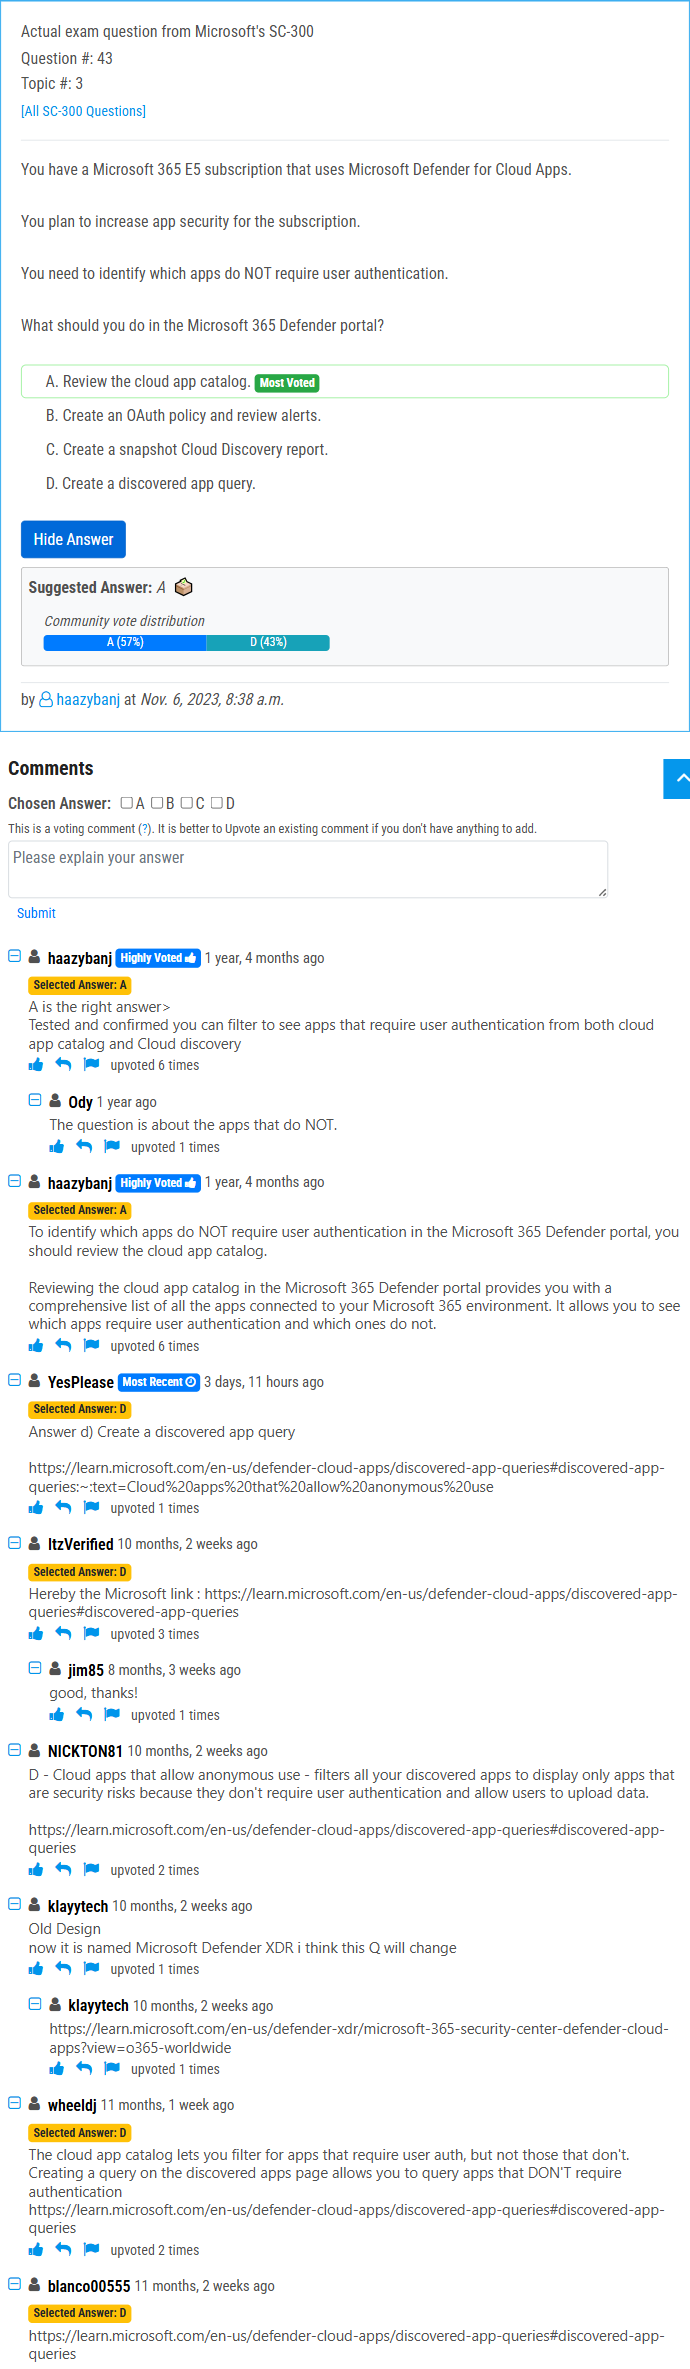 Actual exam question from Microsoft's SC-300
Question #: 43
Topic #: 3
[All SC-300 Questions]
You have a Microsoft 365 E5 subscription that uses Microsoft Defender for Cloud Apps.
You plan to increase app security for the subscription.
You need to identify which apps do NOT require user authentication.
What should you do in the Microsoft 365 Defender portal?
A. Review the cloud app catalog. Most Voted
B. Create an OAuth policy and review alerts.
C. Create a snapshot Cloud Discovery report.
D. Create a discovered app query.
Hide Answer
Suggested Answer: A
Community vote distribution
A (57%) D (43%)
by haazybanj at Nov. 6, 2023, 8:38 a.m.
Comments
Chosen Answer: A B C D
This is a voting comment (?). It is better to Upvote an existing comment if you don't have anything to add.
Please explain your answer
Submit
haazybanj Highly Voted 1 year, 4 months ago
Selected Answer: A
A is the right answer>
Tested and confirmed you can filter to see apps that require user authentication from both cloud
app catalog and Cloud discovery
upvoted 6 times
Ody 1 year ago
The question is about the apps that do NOT.
upvoted 1 times
haazybanj Highly Voted 1 year, 4 months ago
Selected Answer: A
To identify which apps do NOT require user authentication in the Microsoft 365 Defender portal, you
should review the cloud app catalog.
Reviewing the cloud app catalog in the Microsoft 365 Defender portal provides you with a
comprehensive list of all the apps connected to your Microsoft 365 environment. It allows you to see
which apps require user authentication and which ones do not.
upvoted 6 times
YesPlease Most Recent 3 days, 11 hours ago
Selected Answer: D
Answer d) Create a discovered app query
https://learn.microsoft.com/en-us/defender-cloud-apps/discovered-app-queries#discovered-app-
queries:~:text=Cloud%20apps%20that%20allow%20anonymous%20use
upvoted 1 times
ItzVerified 10 months, 2 weeks ago
Selected Answer: D
Hereby the Microsoft link : https://learn.microsoft.com/en-us/defender-cloud-apps/discovered-app-
queries#discovered-app-queries
upvoted 3 times
jim85 8 months, 3 weeks ago
good, thanks!
upvoted 1 times
NICKTON81 10 months, 2 weeks ago
D - Cloud apps that allow anonymous use - filters all your discovered apps to display only apps that
are security risks because they don't require user authentication and allow users to upload data.
https://learn.microsoft.com/en-us/defender-cloud-apps/discovered-app-queries#discovered-app-
queries
upvoted 2 times
klayytech 10 months, 2 weeks ago
Old Design
now it is named Microsoft Defender XDR i think this Q will change
upvoted 1 times
klayytech 10 months, 2 weeks ago
https://learn.microsoft.com/en-us/defender-xdr/microsoft-365-security-center-defender-cloud-
apps?view=o365-worldwide
upvoted 1 times
wheeldj 11 months, 1 week ago
Selected Answer: D
The cloud app catalog lets you filter for apps that require user auth, but not those that don't.
Creating a query on the discovered apps page allows you to query apps that DON'T require
authentication
https://learn.microsoft.com/en-us/defender-cloud-apps/discovered-app-queries#discovered-app-
queries
upvoted 2 times
blanco00555 11 months, 2 weeks ago
Selected Answer: D
https://learn.microsoft.com/en-us/defender-cloud-apps/discovered-app-queries#discovered-app-
queries